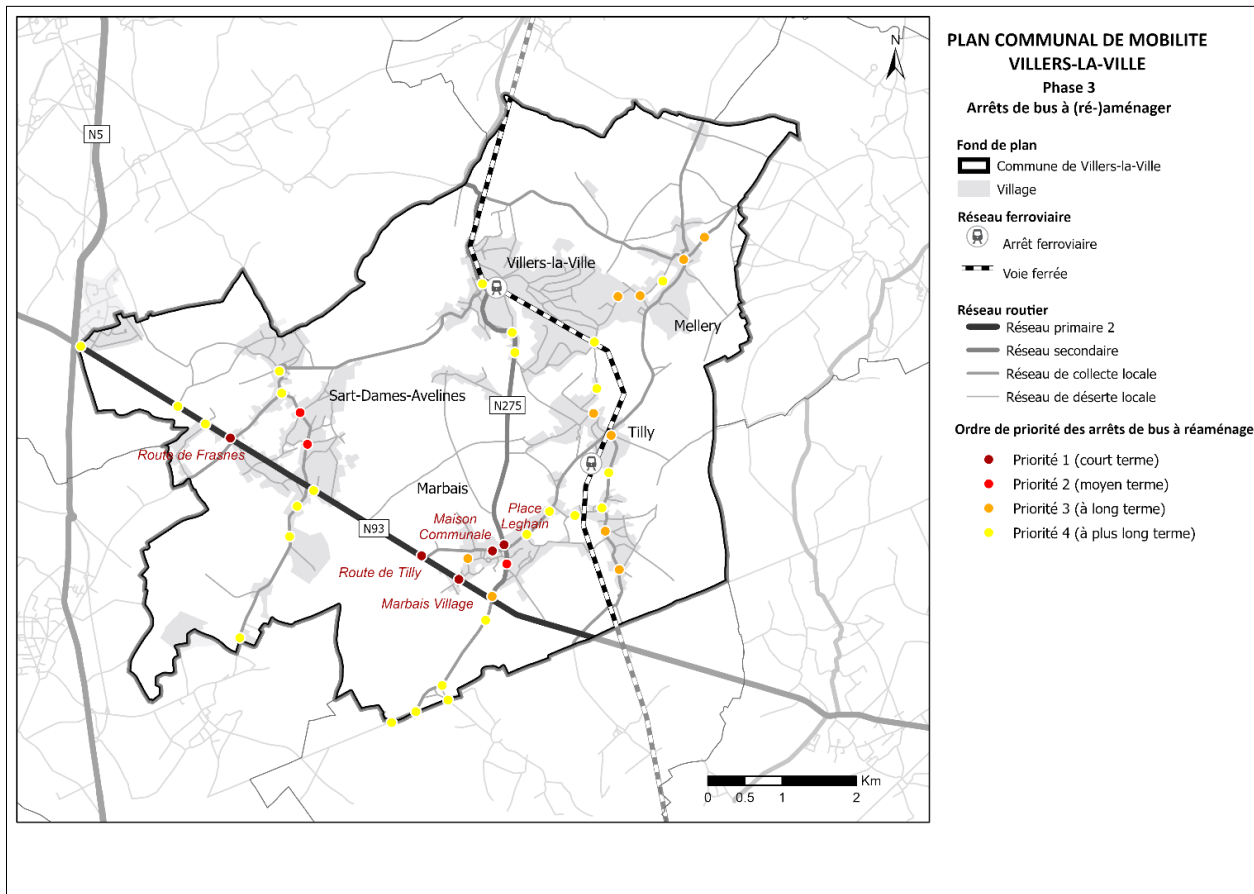 PLAN COMMUNAL DE MOBILITE
VILLERS-LA-VILLE
Phase 3
Arrêts de bus à (ré-)aménager
Fond de plan
Commune de Villers-la-Ville
Village
Réseau ferroviaire
Arrêt ferroviaire
Voie ferrée
Réseau routier
Réseau primaire 2
Réseau secondaire
Réseau de collecte locale
Réseau de déserte locale
Ordre de priorité des arrêts de bus à réaménage
Priorité 1 (court terme)
Priorité 2 (moyen terme)
Priorité 3 (à long terme)
Priorité 4 (à plus long terme)
N
N5
Villers-la-Ville
Mellery
Sart-Dames-Avelines
N275
Tilly
Route de Frasnes
Marbais
Place
Leghain
Maison
Communale
N93
Route de Tilly
Marbais Village
Km
0 0.5 1 2